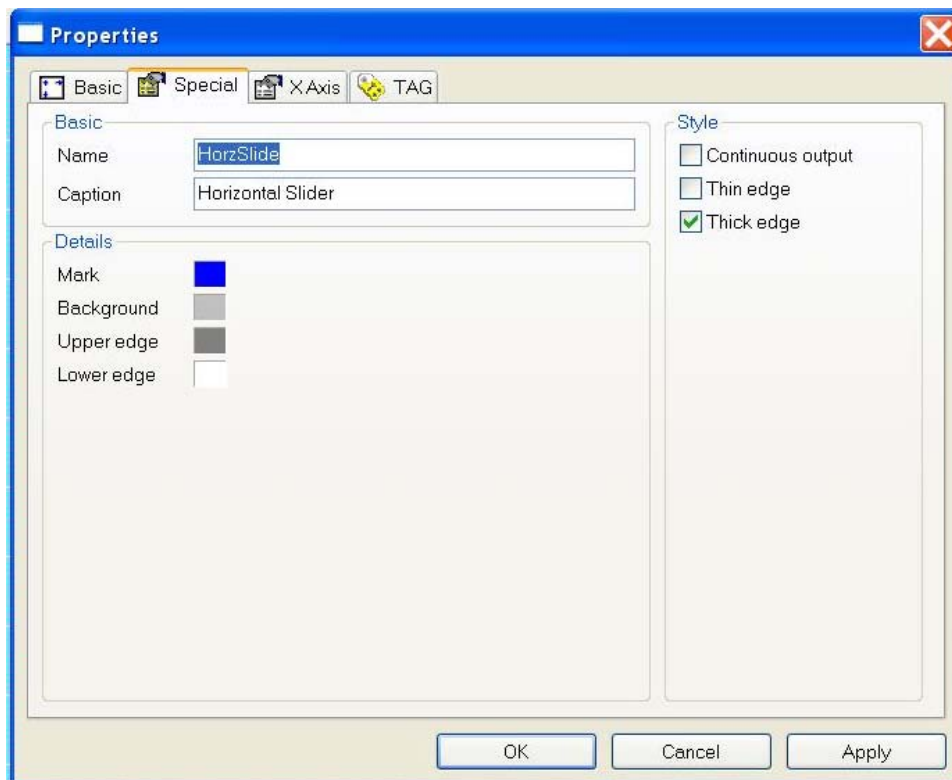 Properties
Basic Special X Axis TAG
Basic
Name HorzSlide
Caption Horizontal Slider
Details
Mark
Background
Upper edge
Lower edge
Style
Continuous output
Thin edge
Thick edge
OK Cancel Apply